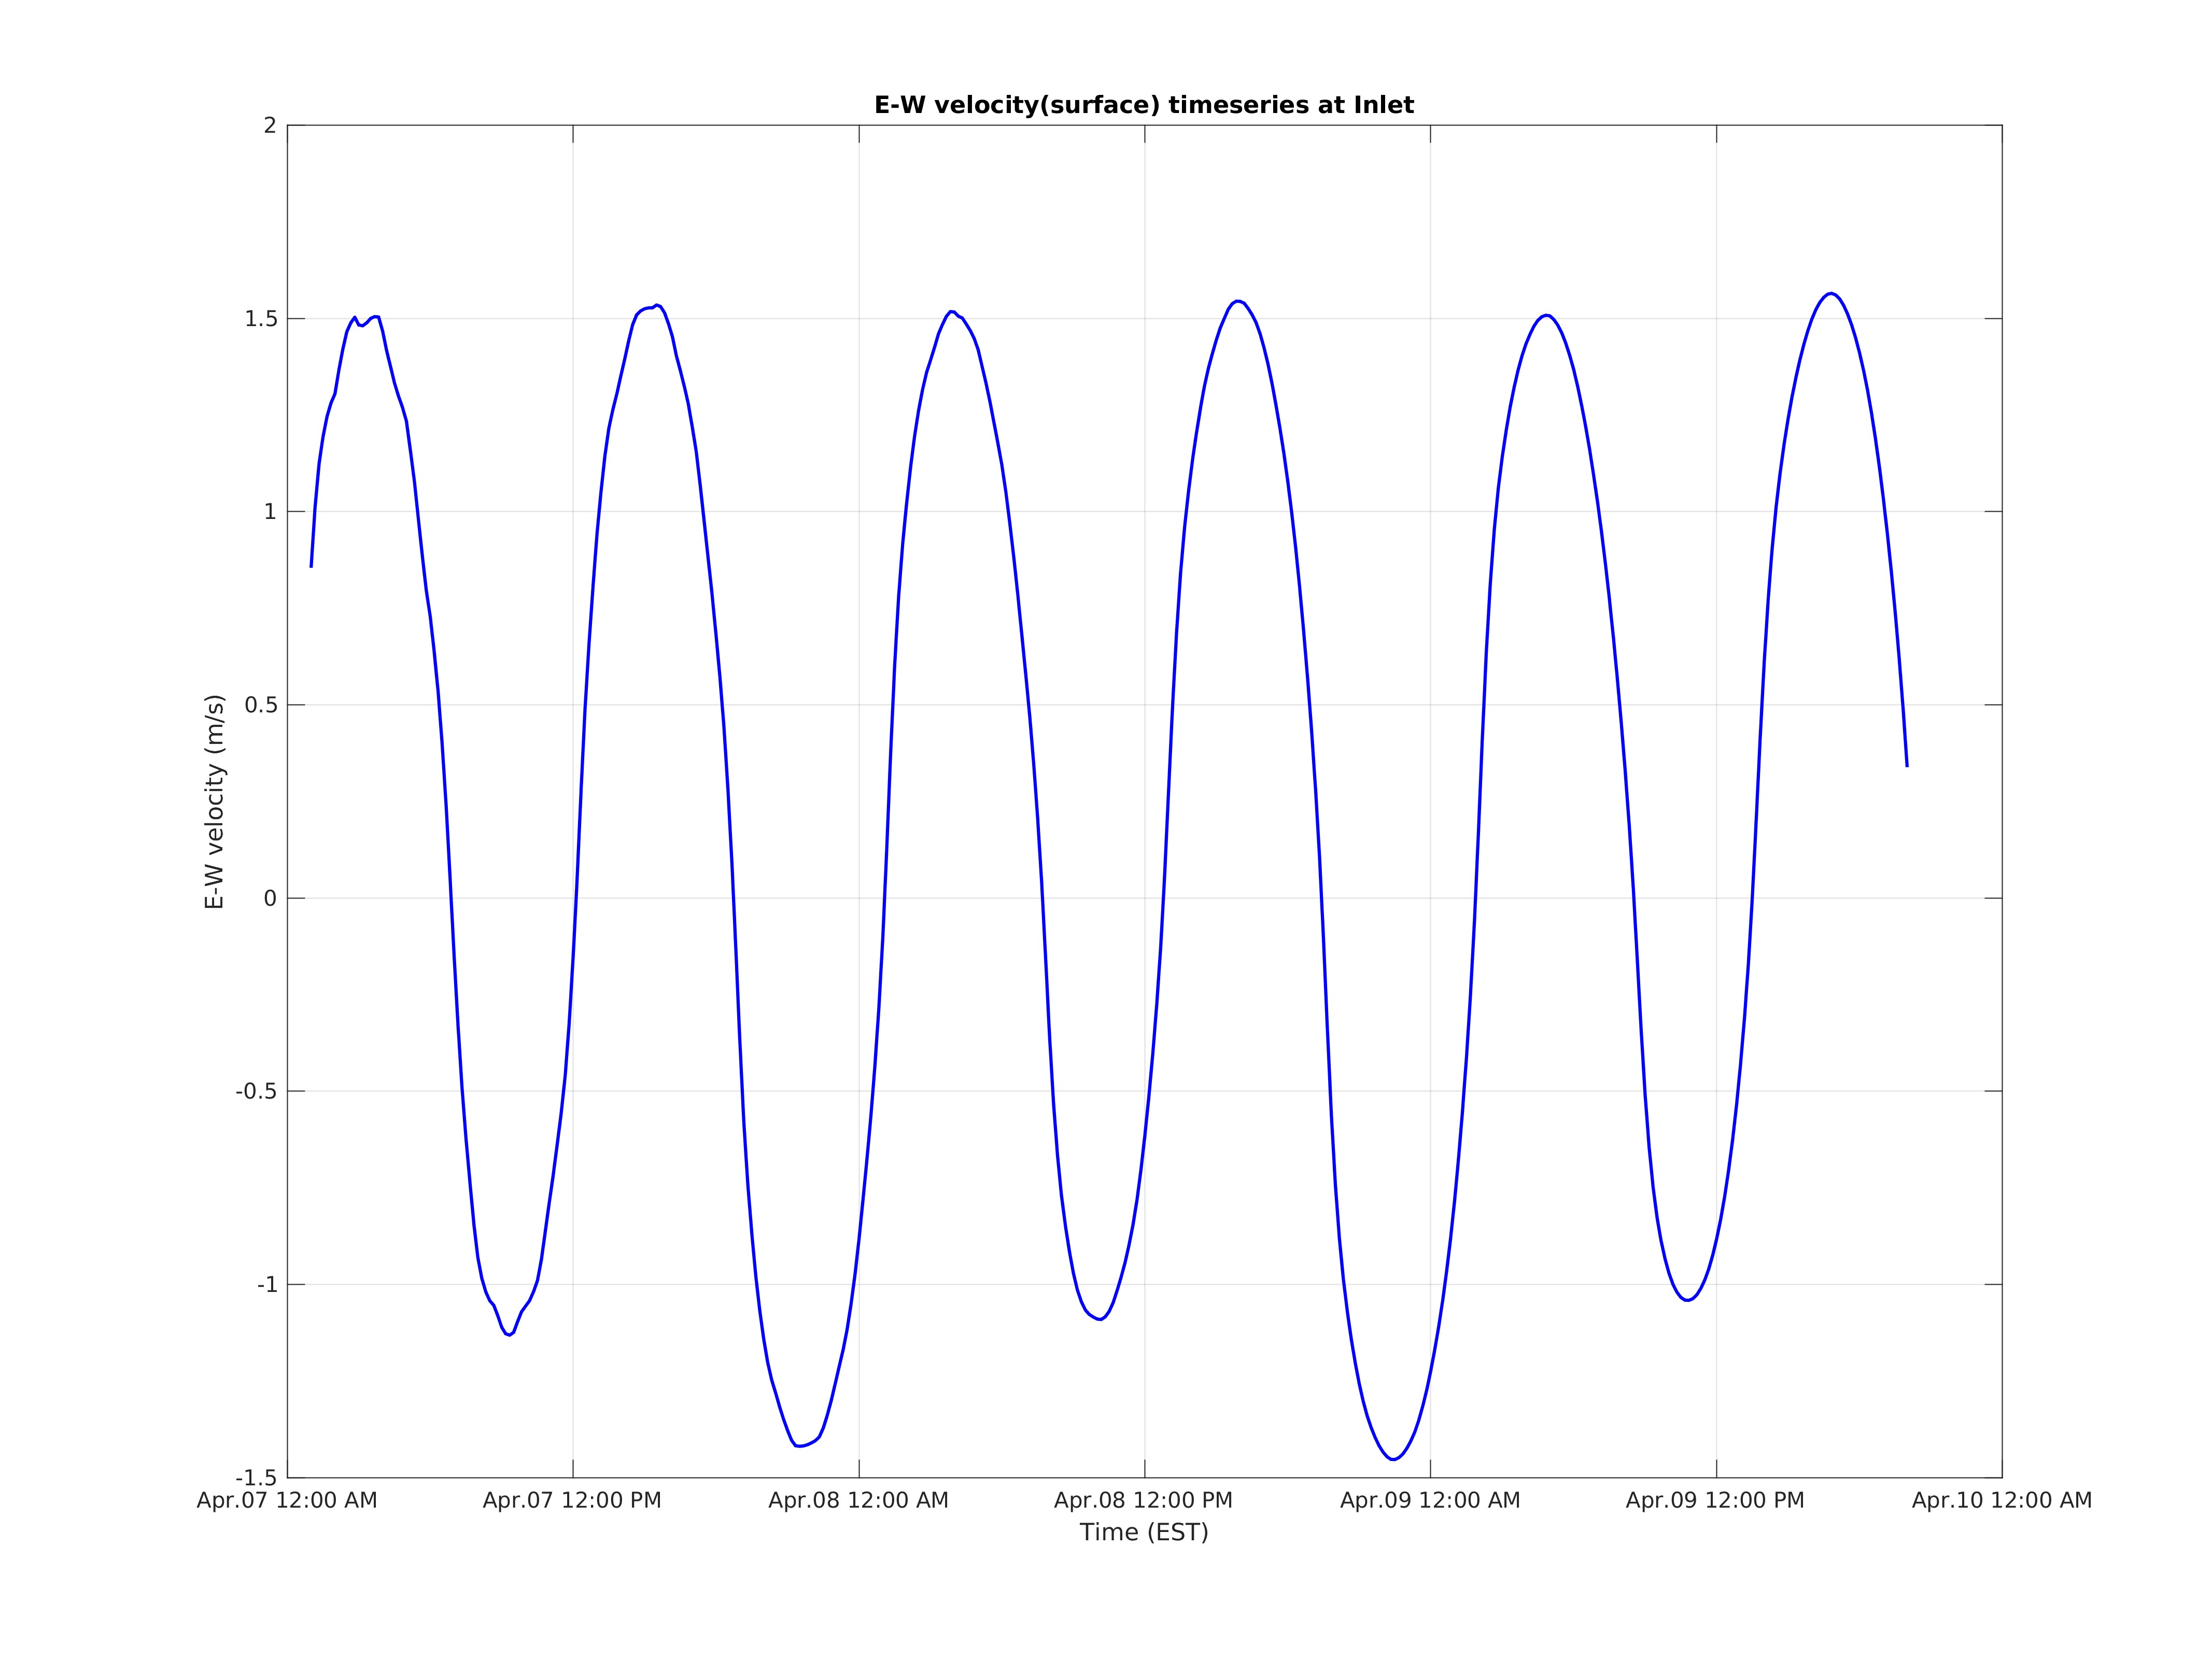 E-W velocity(surface) timeseries at Inlet
2
1.5
1
0.5
0
-0.5
-1
-1.5
E-W velocity (m/s)
Apr.07 12:00 AM
Apr.07 12:00 PM
Apr.08 12:00 AM
Apr.08 12:00 PM
Apr.09 12:00 AM
Apr.09 12:00 PM
Apr.10 12:00 AM
Time (EST)